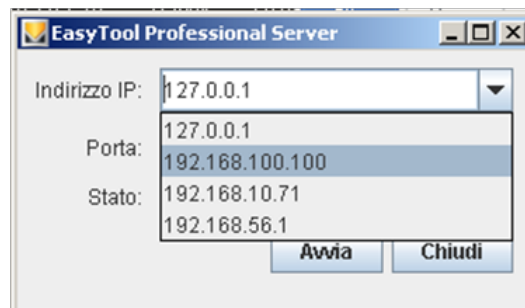 EasyTool Professional Server
Indirizzo IP: 127.0.0.1
127.0.0.1
Porta:
192.168.100.100
Stato: 192.168.10.71
192.168.56.1
Avvia Chiudi